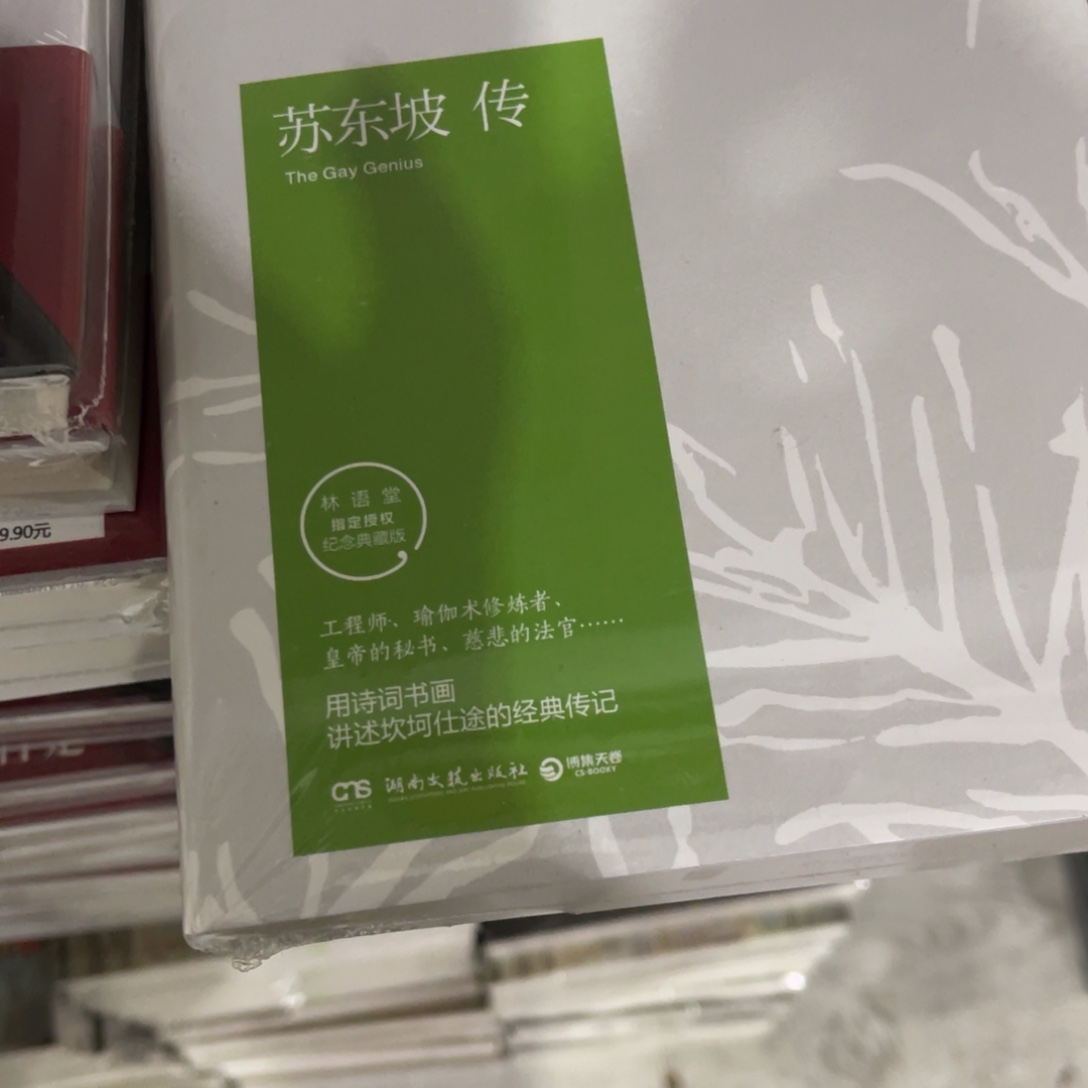 苏东坡 传
The Gay Genius
林语堂
指定授权
纪念典藏版
工程师、瑜伽术修炼者、
皇帝的秘书、慈悲的法官……
用诗词书画
讲述坎坷仕途的经典传记
CNS 湖南文艺出版社 博集天卷
CS-BOOKY
9.90元